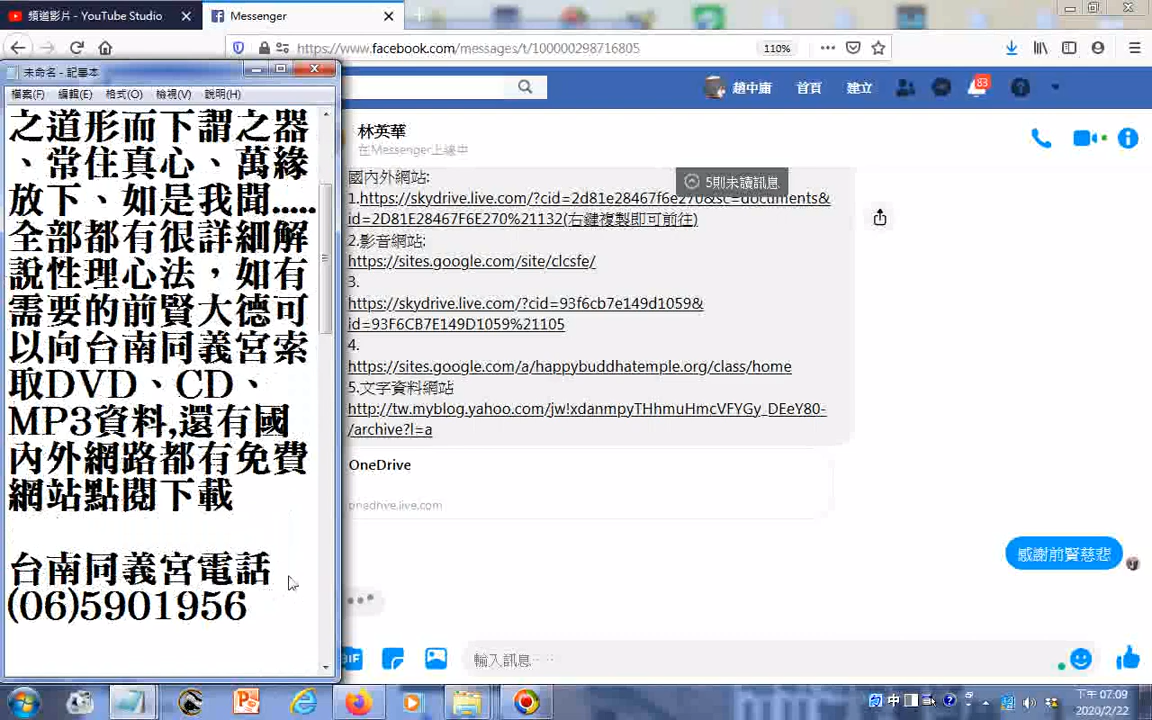 頻道影片 - YouTube Studio
Messenger
https://www.facebook.com/messages/t/100000298716805
110%
未命名 - 記事本
檔案(F) 編輯(E) 格式(O) 檢視(V) 說明(H)
之道形而下謂之器
、常住真心、萬緣
放下、如是我聞.....
全部都有很詳細解
說性理心法，如有
需要的前賢大德可
以向台南同義宮索
取DVD、CD、
MP3資料,還有國
內外網路都有免費
網站點閱下載
台南同義宮電話
(06)5901956
趙中庸 首頁 建立
83
林英華
在Messenger上線中
5則未讀訊息
國內外網站:
1.https://skydrive.live.com/?cid=2d81e28467f6e270&sc=documents&
id=2D81E28467F6E270%21132(右鍵複製即可前往)
2.影音網站:
https://sites.google.com/site/clcsfe/
3.
https://skydrive.live.com/?cid=93f6cb7e149d1059&
id=93F6CB7E149D1059%21105
4.
https://sites.google.com/a/happybuddhatemple.org/class/home
5.文字資料網站
http://tw.myblog.yahoo.com/jw!xdanmpyTHhmuHmcVFYGy_DEeY80-
/archive?l=a
OneDrive
onedrive.live.com
感謝前賢慈悲
GIF
輸入訊息……
中
下午 07:09
2020/2/22